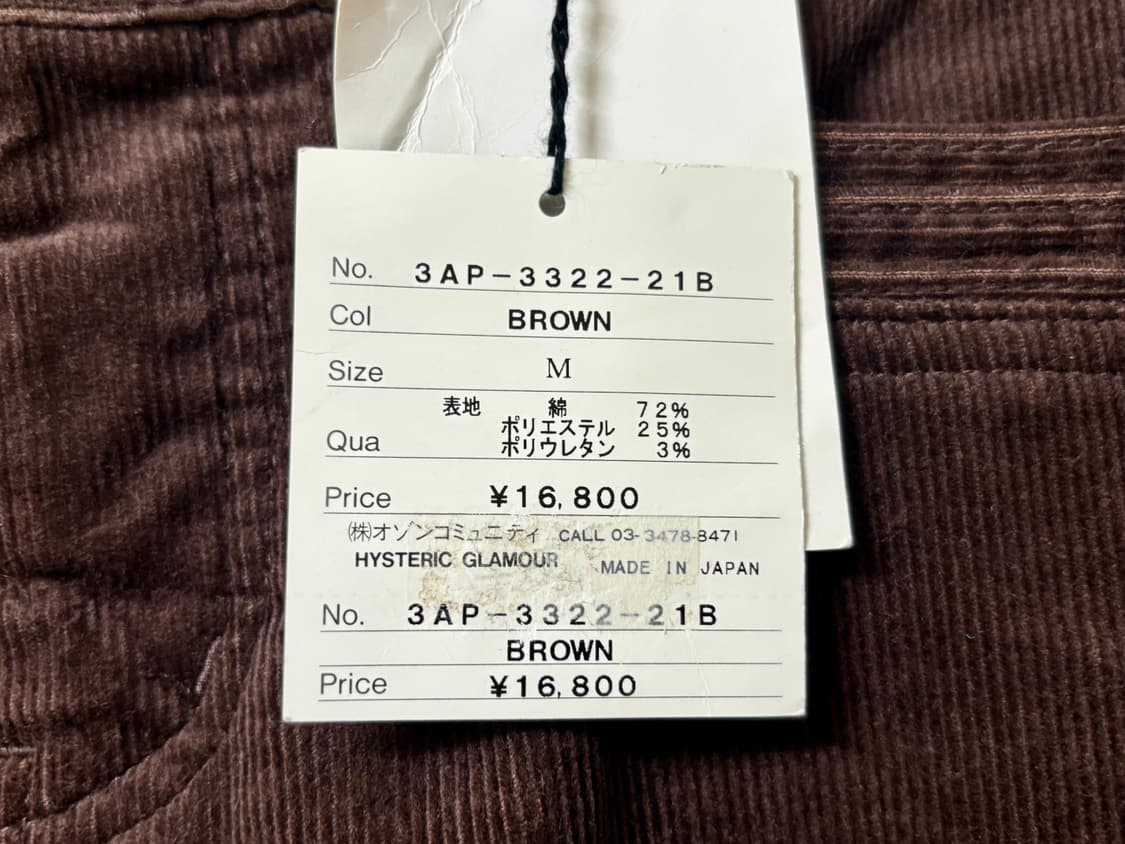 No. 3AP-3322-21B
Col BROWN
Size M
表地 綿 72%
ポリエステル 25%
Qua ポリウレタン 3%
Price ¥16,800
㈱オゾンコミュニティ CALL 03-3478-8471
HYSTERIC GLAMOUR MADE IN JAPAN
No. 3AP-3322-21B
BROWN
Price ¥16,800